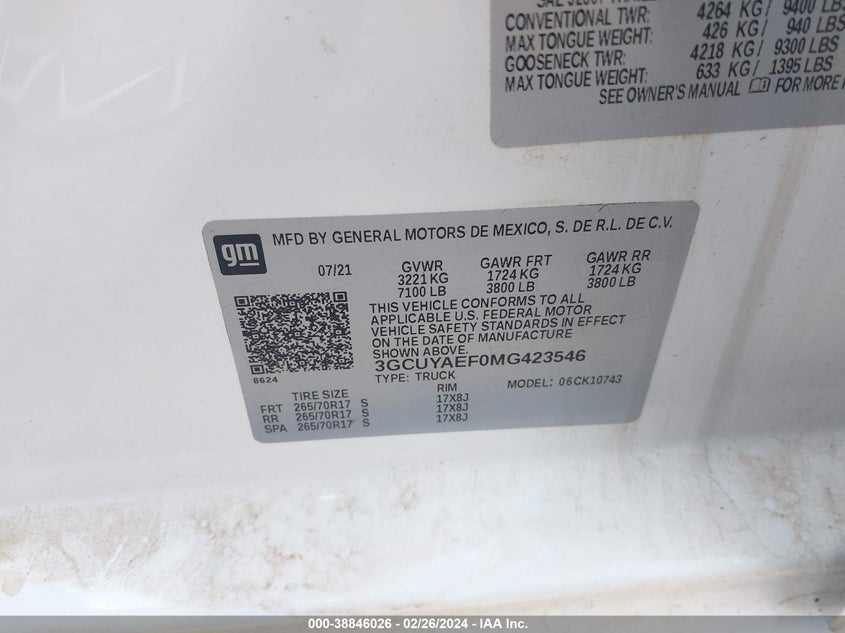 CONVENTIONAL TWR: 4264 KG/ 9400 LBS
MAX TONGUE WEIGHT: 426 KG/ 940 LBS
GOOSENECK TWR: 4218 KG/ 9300 LBS
MAX TONGUE WEIGHT: 633 KG/ 1395 LBS
SEE OWNER'S MANUAL FOR MORE
gm
MFD BY GENERAL MOTORS DE MEXICO, S. DE R.L. DE C.V.
07/21 GVWR GAWR FRT GAWR RR
3221 KG 1724 KG 1724 KG
7100 LB 3800 LB 3800 LB
THIS VEHICLE CONFORMS TO ALL
APPLICABLE U.S. FEDERAL MOTOR
VEHICLE SAFETY STANDARDS IN EFFECT
ON THE DATE OF MANUFACTURE
SHOWN ABOVE.
3GCUYAEF0MG423546
8624
TYPE: TRUCK
MODEL: 06CK10743
TIRE SIZE RIM
FRT 265/70R17 S 17X8J
RR 265/70R17 S 17X8J
SPA 265/70R17 S 17X8J
000-38846026 - 02/26/2024 - IAA Inc.